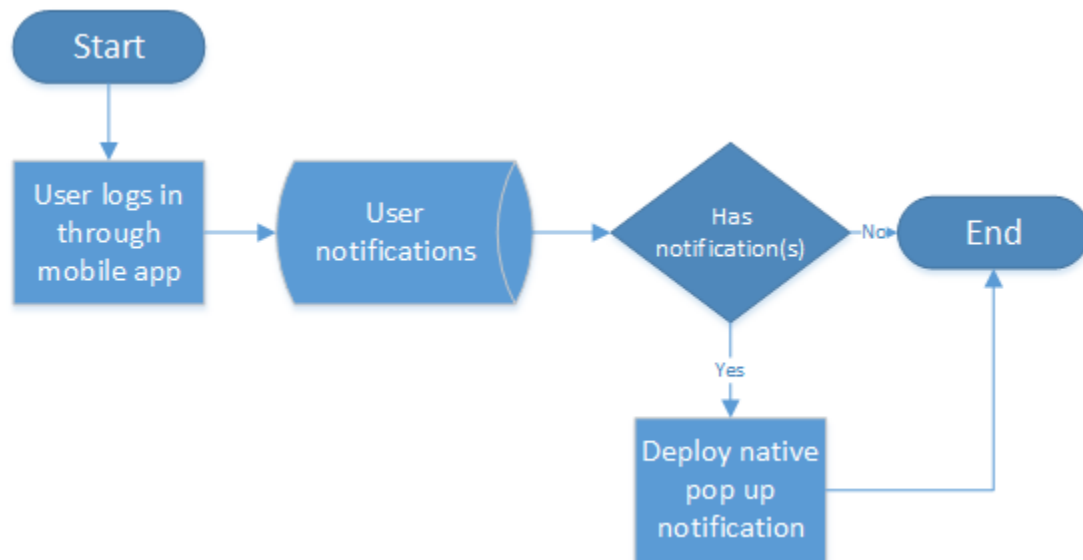 Start
User logs in
through
mobile app
User
notifications
Has
notification(s)
No
End
Yes
Deploy native
pop up
notification